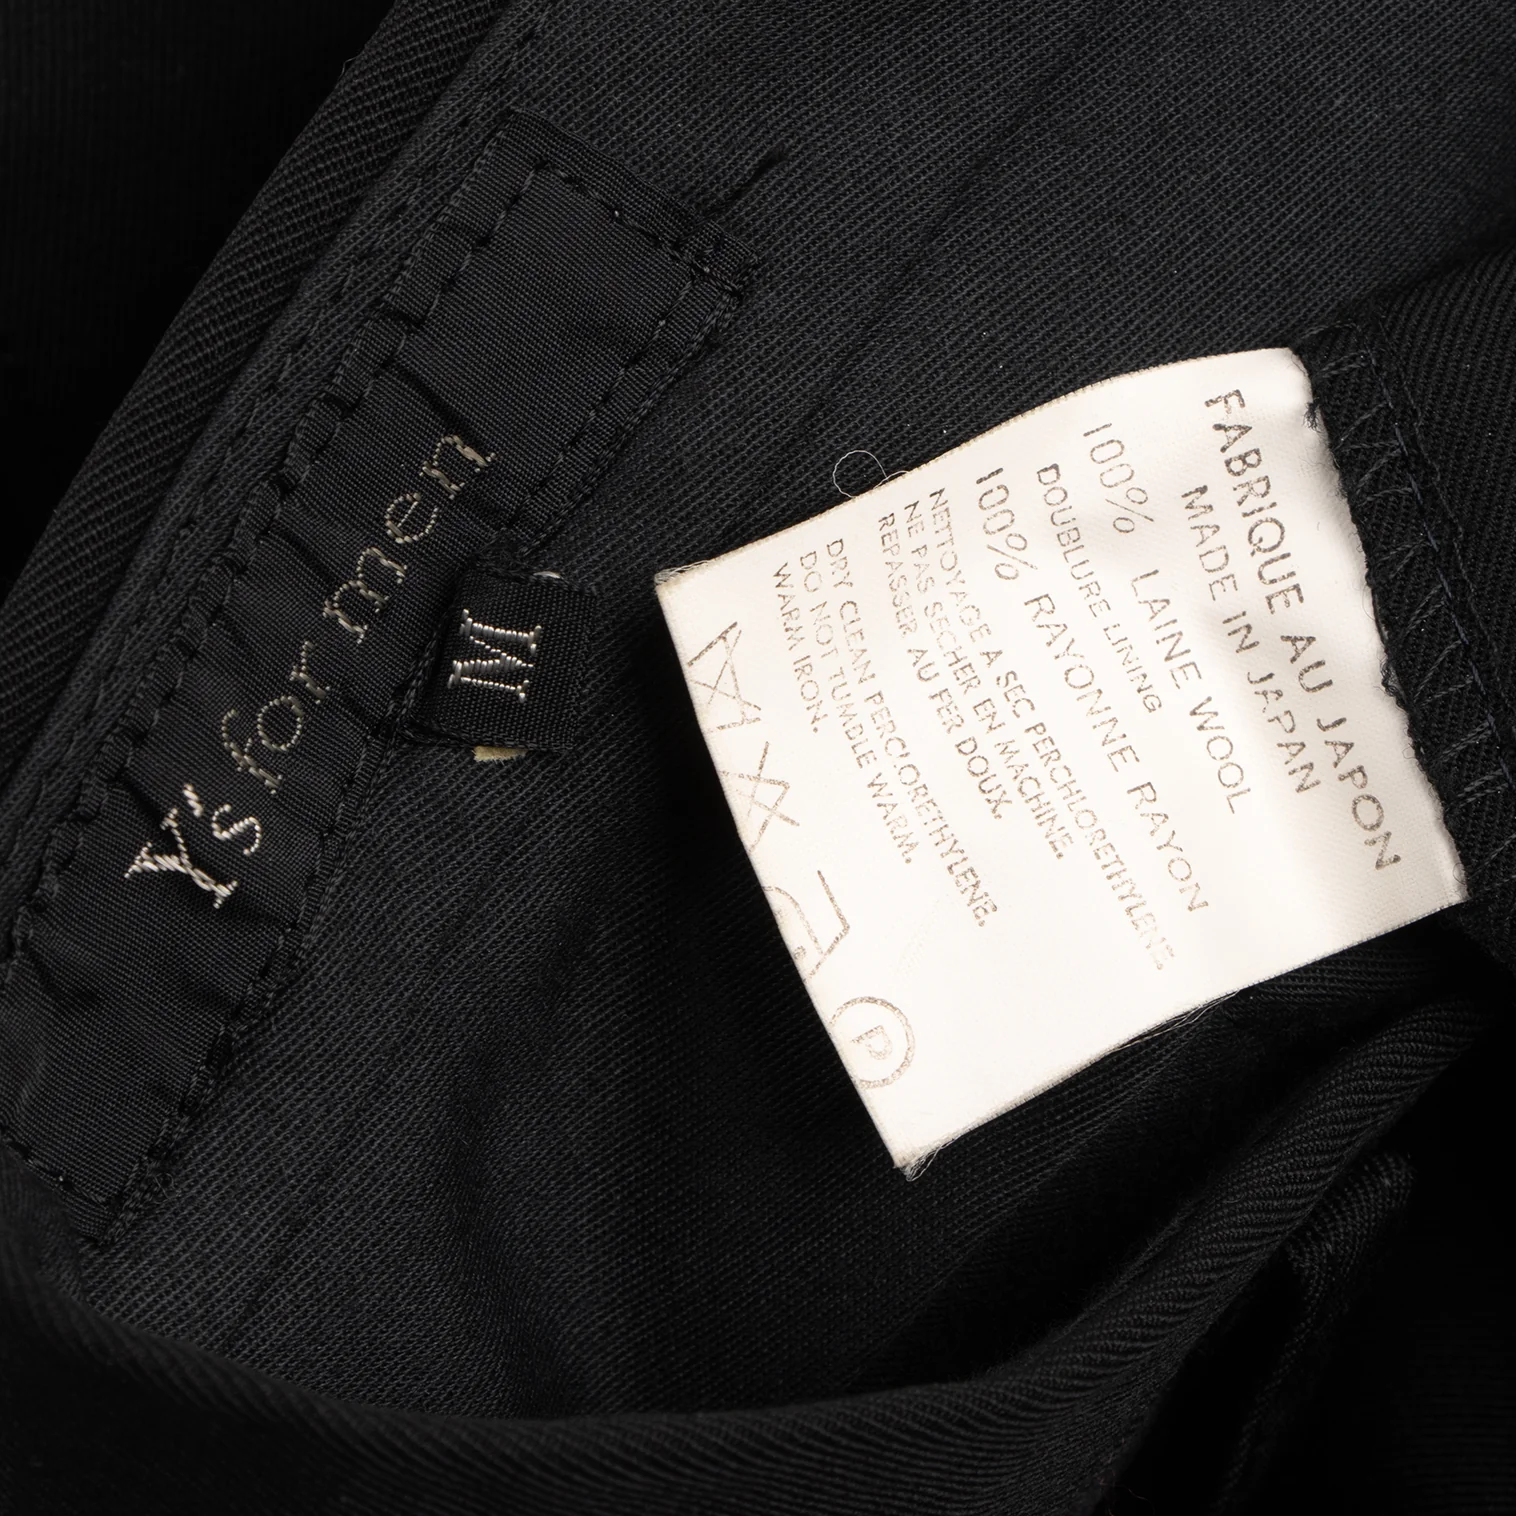 Y's for men
M
FABRIQUE AU JAPON
MADE IN JAPAN
100% LAINE WOOL
DOUBLURE LINING
100% RAYONNE RAYON
NETTOYAGE A SEC PERCHLORETHYLENE.
NE PAS SECHER EN MACHINE.
REPASSER AU FER DOUX.
DRY CLEAN PERCLORETHYLENE.
DO NOT TUMBLE WARM.
WARM IRON.
P